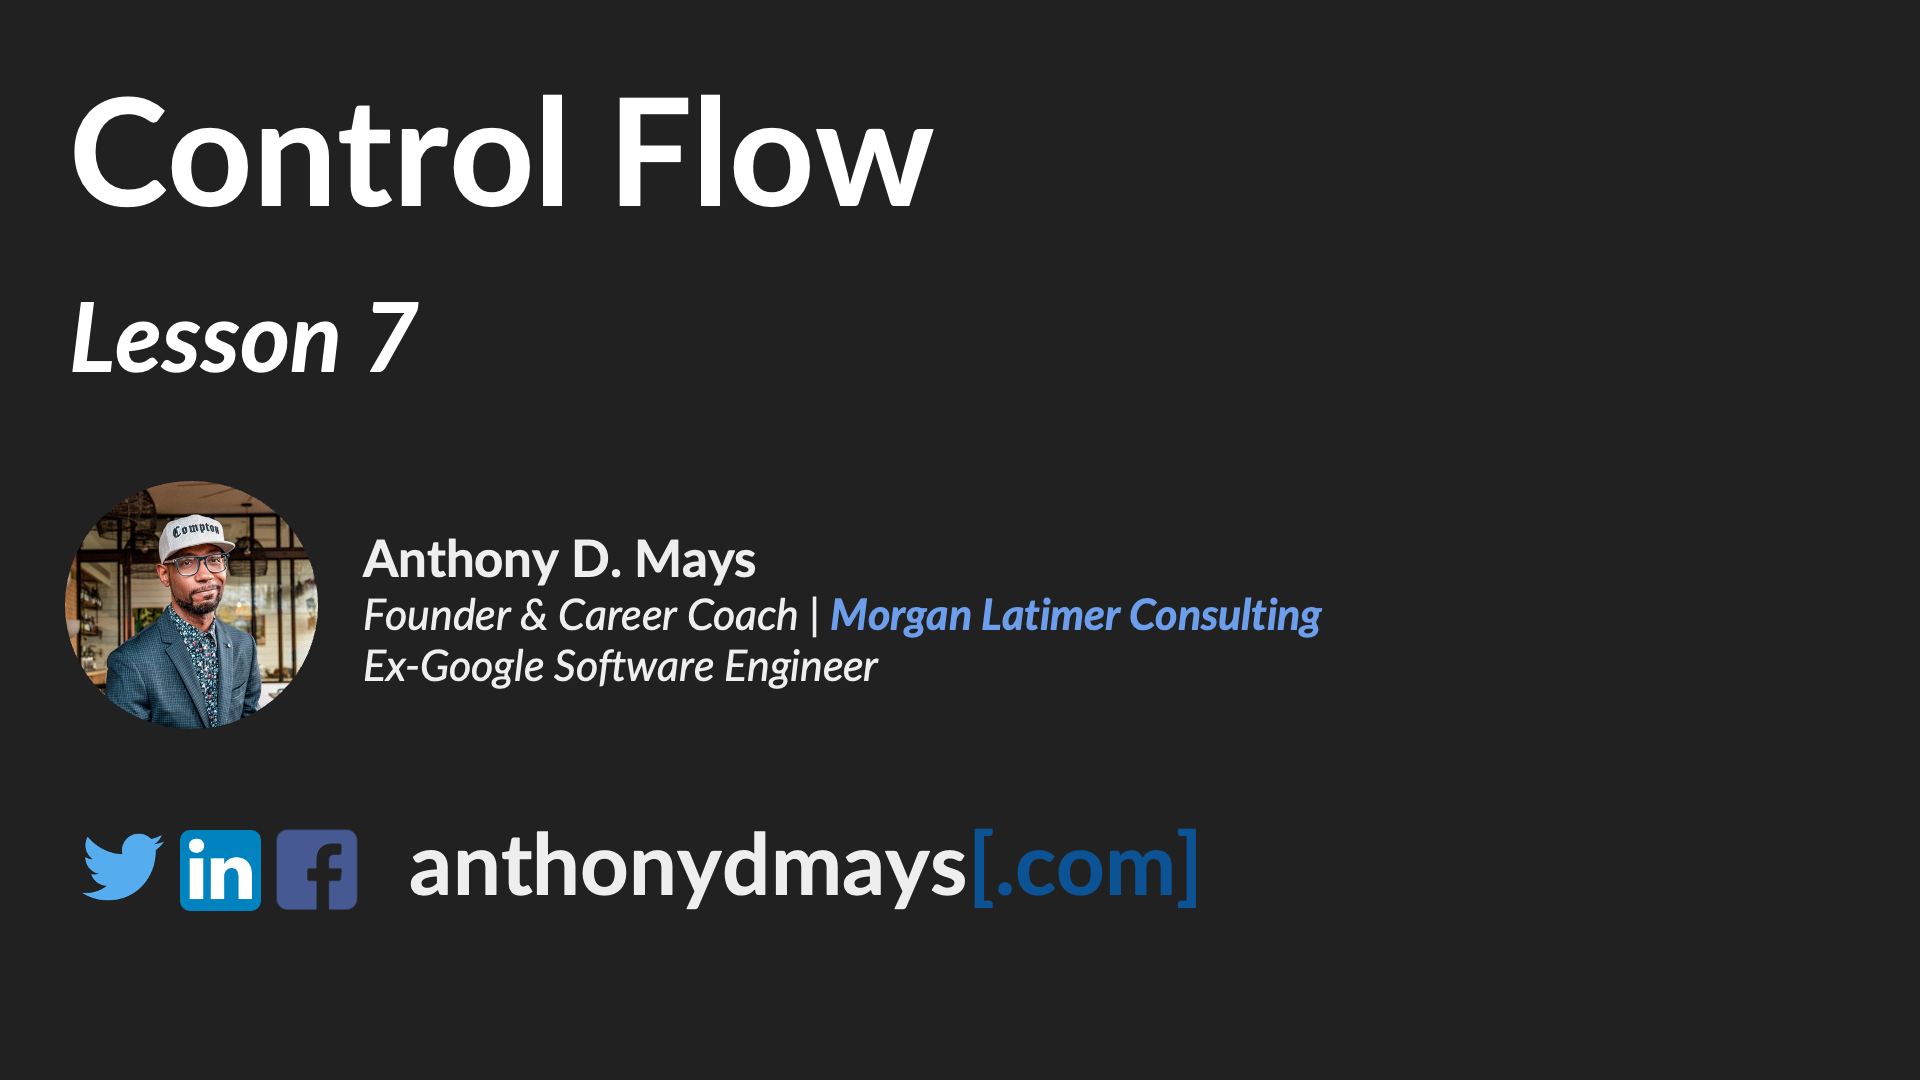 Control Flow
Lesson 7
Compton
Anthony D. Mays
Founder & Career Coach | Morgan Latimer Consulting
Ex-Google Software Engineer
in f anthonydmays[.com]